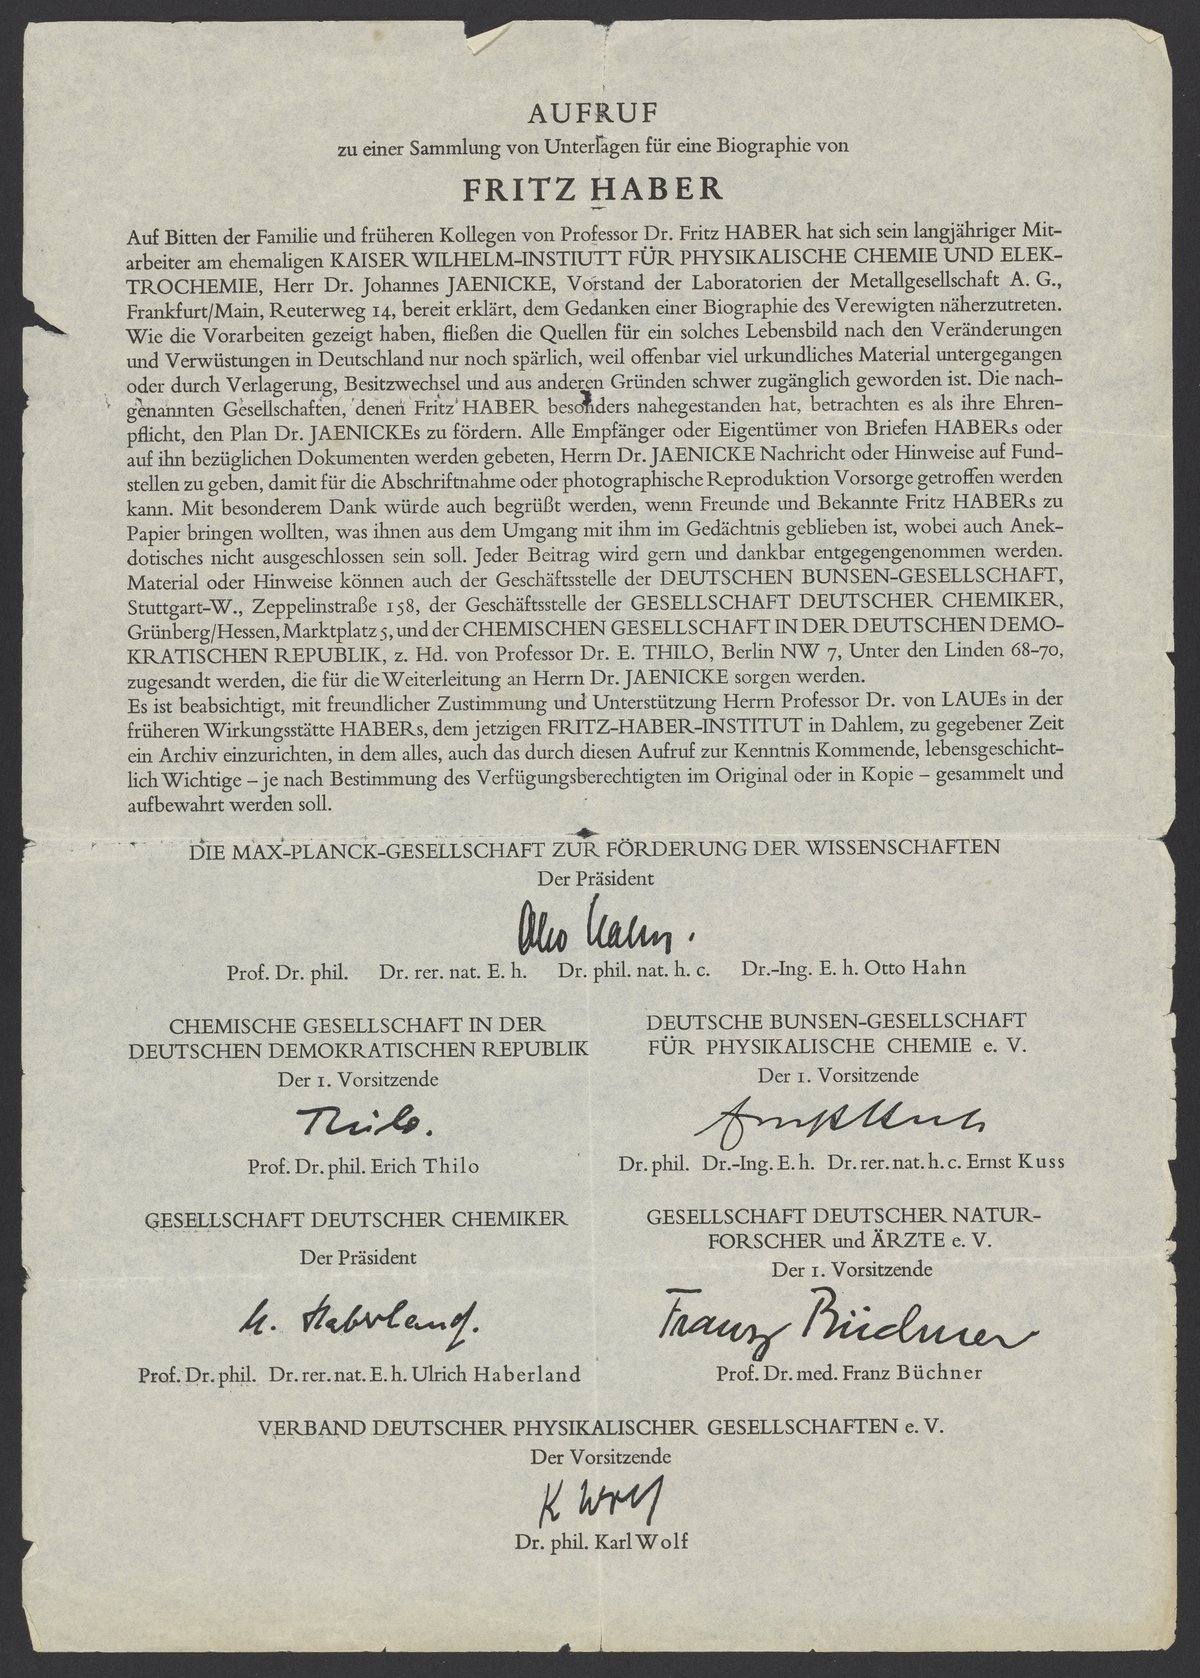 AUFRUF
zu einer Sammlung von Unterlagen für eine Biographie von
FRITZ HABER
Auf Bitten der Familie und früheren Kollegen von Professor Dr. Fritz HABER hat sich sein langjähriger Mit-
arbeiter am ehemaligen KAISER WILHELM-INSTIUTT FÜR PHYSIKALISCHE CHEMIE UND ELEK-
TROCHEMIE, Herr Dr. Johannes JAENICKE, Vorstand der Laboratorien der Metallgesellschaft A. G.,
Frankfurt/Main, Reuterweg 14, bereit erklärt, dem Gedanken einer Biographie des Verewigten näherzutreten.
Wie die Vorarbeiten gezeigt haben, fließen die Quellen für ein solches Lebensbild nach den Veränderungen
und Verwüstungen in Deutschland nur noch spärlich, weil offenbar viel urkundliches Material untergegangen
oder durch Verlagerung, Besitzwechsel und aus anderen Gründen schwer zugänglich geworden ist. Die nach-
genannten Gesellschaften, denen Fritz HABER besonders nahegestanden hat, betrachten es als ihre Ehren-
pflicht, den Plan Dr. JAENICKEs zu fördern. Alle Empfänger oder Eigentümer von Briefen HABERs oder
auf ihn bezüglichen Dokumenten werden gebeten, Herrn Dr. JAENICKE Nachricht oder Hinweise auf Fund-
stellen zu geben, damit für die Abschriftnahme oder photographische Reproduktion Vorsorge getroffen werden
kann. Mit besonderem Dank würde auch begrüßt werden, wenn Freunde und Bekannte Fritz HABERs zu
Papier bringen wollten, was ihnen aus dem Umgang mit ihm im Gedächtnis geblieben ist, wobei auch Anek-
dotisches nicht ausgeschlossen sein soll. Jeder Beitrag wird gern und dankbar entgegengenommen werden.
Material oder Hinweise können auch der Geschäftsstelle der DEUTSCHEN BUNSEN-GESELLSCHAFT,
Stuttgart-W., Zeppelinstraße 158, der Geschäftsstelle der GESELLSCHAFT DEUTSCHER CHEMIKER,
Grünberg/Hessen, Marktplatz 5, und der CHEMISCHEN GESELLSCHAFT IN DER DEUTSCHEN DEMO-
KRATISCHEN REPUBLIK, z. Hd. von Professor Dr. E. THILO, Berlin NW 7, Unter den Linden 68-70,
zugesandt werden, die für die Weiterleitung an Herrn Dr. JAENICKE sorgen werden.
Es ist beabsichtigt, mit freundlicher Zustimmung und Unterstützung Herrn Professor Dr. von LAUEs in der
früheren Wirkungsstätte HABERs, dem jetzigen FRITZ-HABER-INSTITUT in Dahlem, zu gegebener Zeit
ein Archiv einzurichten, in dem alles, auch das durch diesen Aufruf zur Kenntnis Kommende, lebensgeschicht-
lich Wichtige – je nach Bestimmung des Verfügungsberechtigten im Original oder in Kopie – gesammelt und
aufbewahrt werden soll.
DIE MAX-PLANCK-GESELLSCHAFT ZUR FÖRDERUNG DER WISSENSCHAFTEN
Der Präsident
Otto Hahn.
Prof. Dr. phil. Dr. rer. nat. E. h. Dr. phil. nat. h. c. Dr.-Ing. E. h. Otto Hahn
CHEMISCHE GESELLSCHAFT IN DER
DEUTSCHEN DEMOKRATISCHEN REPUBLIK
Der 1. Vorsitzende
Thilo.
Prof. Dr. phil. Erich Thilo
DEUTSCHE BUNSEN-GESELLSCHAFT
FÜR PHYSIKALISCHE CHEMIE e. V.
Der 1. Vorsitzende
Ernst Kuss
Dr. phil. Dr.-Ing. E. h. Dr. rer. nat. h. c. Ernst Kuss
GESELLSCHAFT DEUTSCHER CHEMIKER
Der Präsident
U. Haberland.
Prof. Dr. phil. Dr. rer. nat. E. h. Ulrich Haberland
GESELLSCHAFT DEUTSCHER NATUR-
FORSCHER und ÄRZTE e. V.
Der 1. Vorsitzende
Franz Büchner
Prof. Dr. med. Franz Büchner
VERBAND DEUTSCHER PHYSIKALISCHER GESELLSCHAFTEN e. V.
Der Vorsitzende
K Wolf
Dr. phil. Karl Wolf